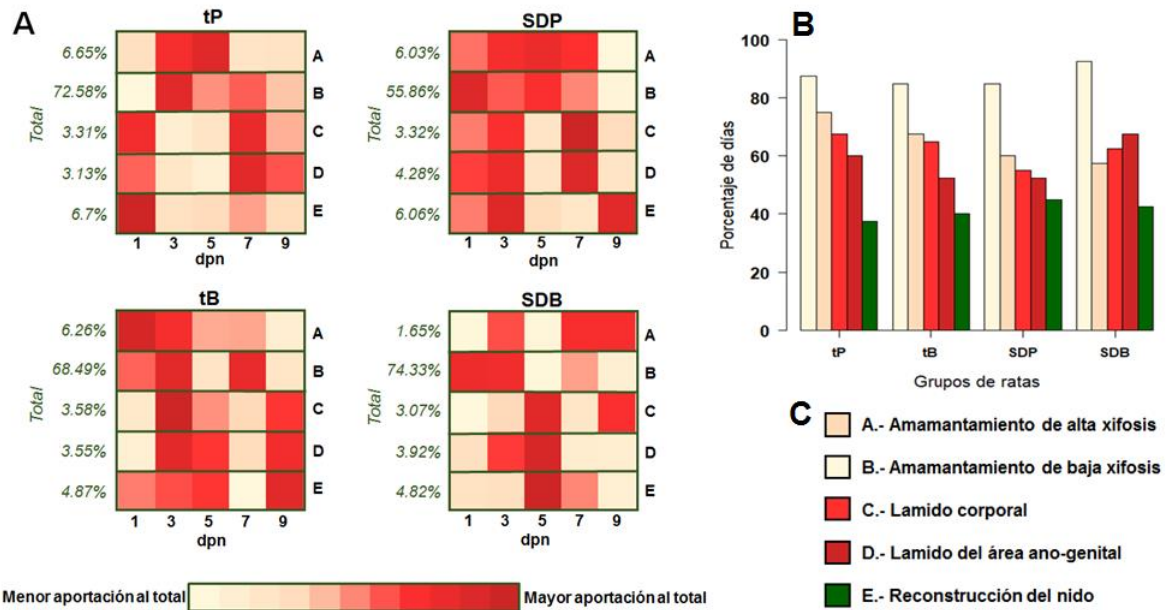 A
tP
SDP
6.65%
A
72.58%
B
3.31%
C
3.13%
D
6.7%
E
Total
1 3 5 7 9
dpn
6.03%
A
55.86%
B
3.32%
C
4.28%
D
6.06%
E
Total
1 3 5 7 9
dpn
tB
SDB
6.26%
A
68.49%
B
3.58%
C
3.55%
D
4.87%
E
Total
1 3 5 7 9
dpn
1.65%
A
74.33%
B
3.07%
C
3.92%
D
4.82%
E
Total
1 3 5 7 9
dpn
Menor aportación al total
Mayor aportación al total
B
Porcentaje de días
100
80
60
40
20
0
tP tB SDP SDB
Grupos de ratas
C
A.- Amamantamiento de alta xifosis
B.- Amamantamiento de baja xifosis
C.- Lamido corporal
D.- Lamido del área ano-genital
E.- Reconstrucción del nido